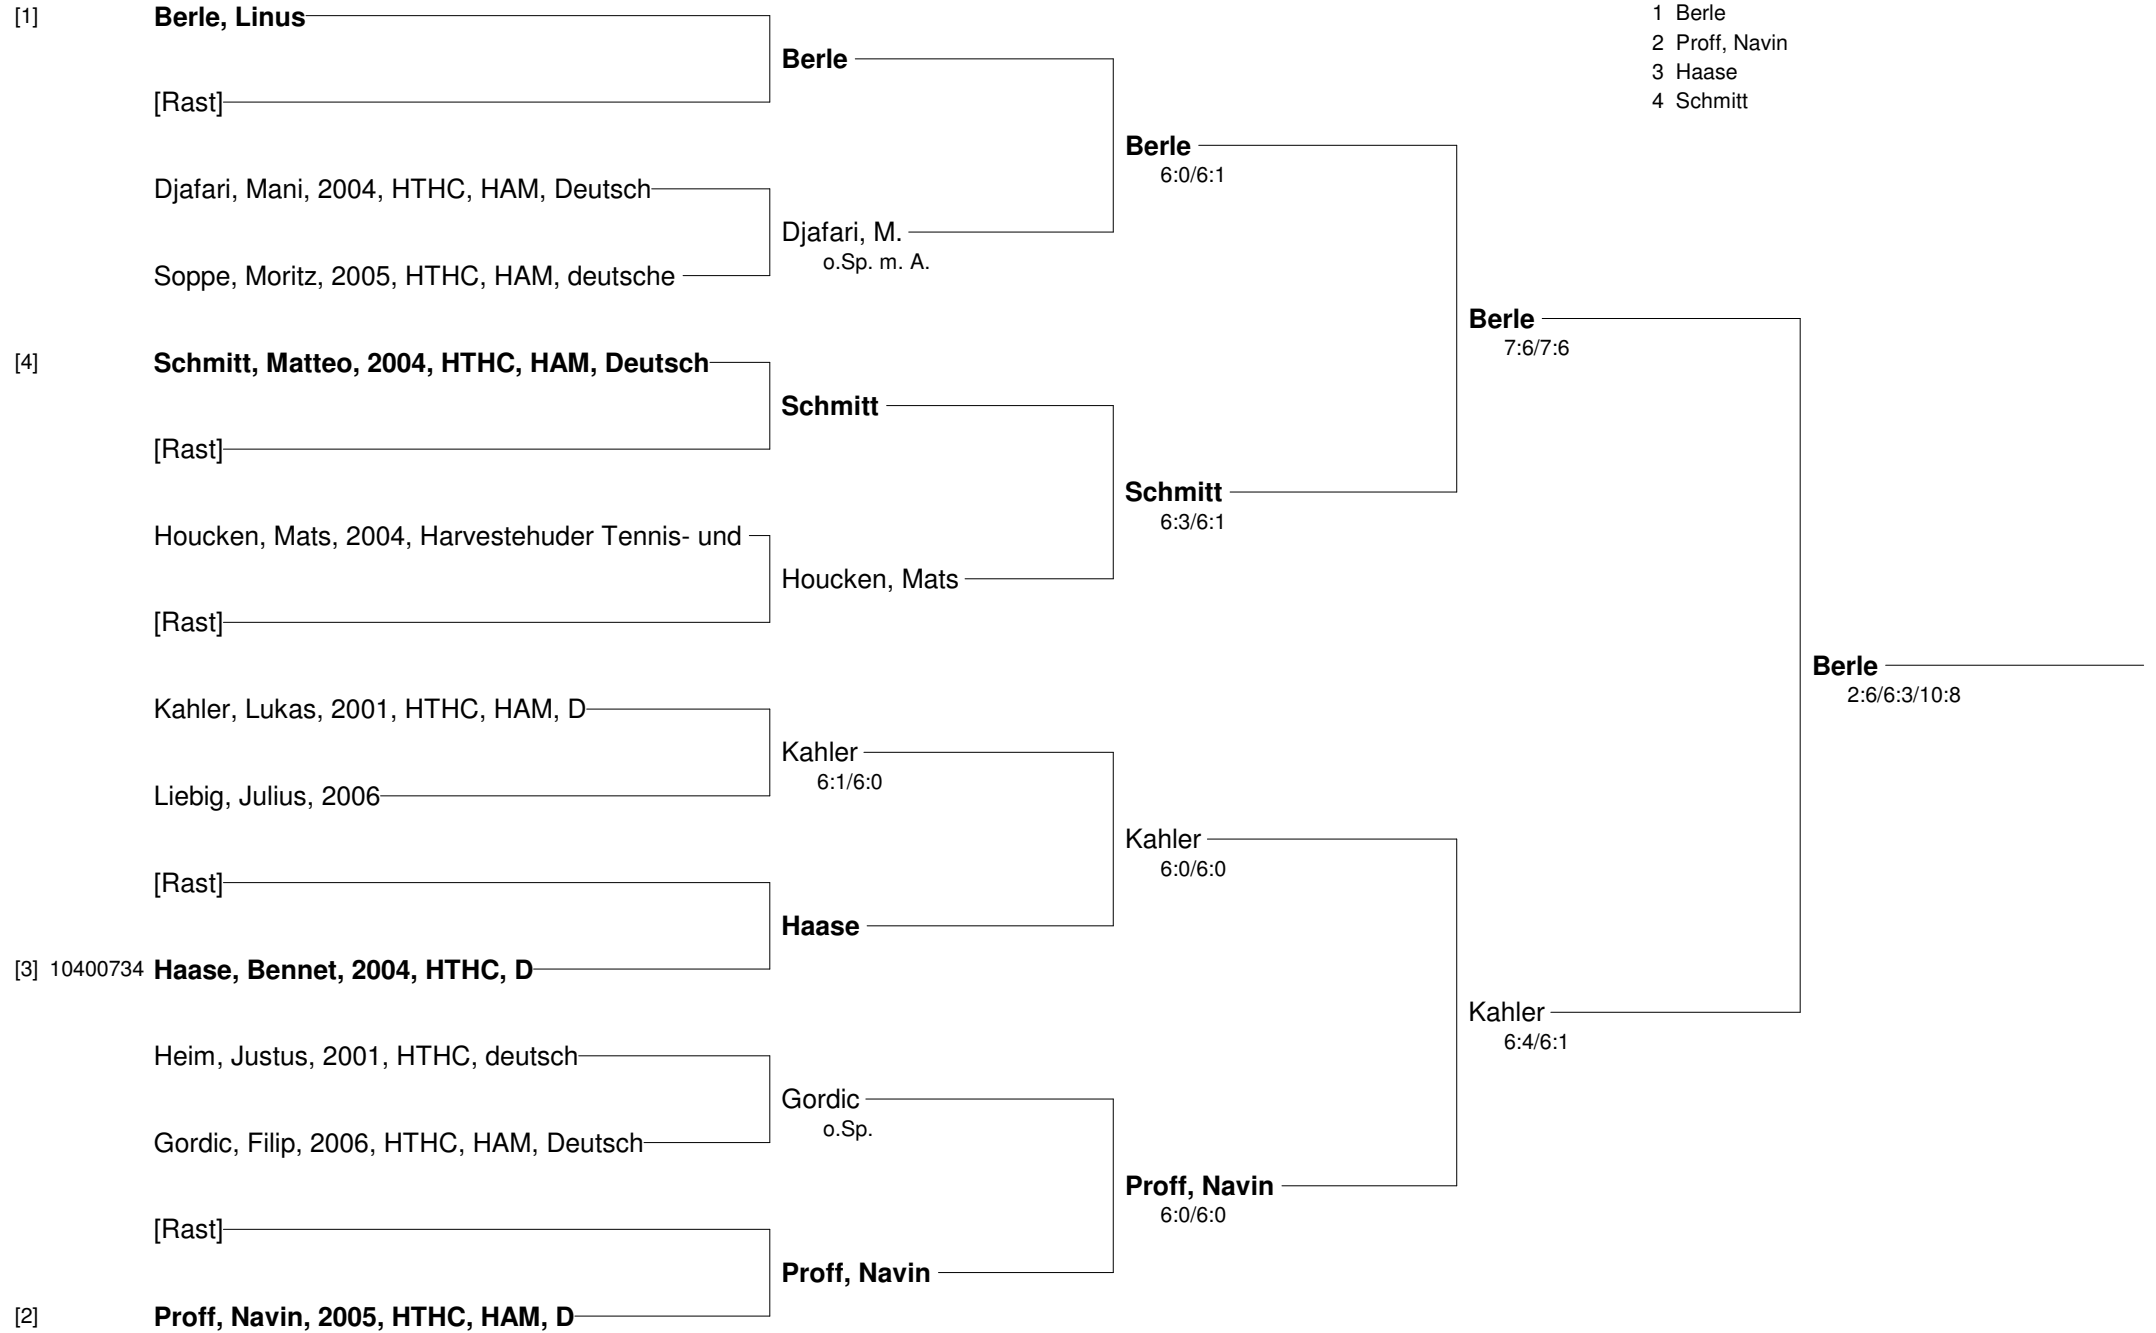 [1] Berle, Linus
[Rast]
Djafari, Mani, 2004, HTHC, HAM, Deutsch
Soppe, Moritz, 2005, HTHC, HAM, deutsche
[4] Schmitt, Matteo, 2004, HTHC, HAM, Deutsch
[Rast]
Houcken, Mats, 2004, Harvestehuder Tennis- und
[Rast]
Kahler, Lukas, 2001, HTHC, HAM, D
Liebig, Julius, 2006
[Rast]
[3] 10400734 Haase, Bennet, 2004, HTHC, D
Heim, Justus, 2001, HTHC, deutsch
Gordic, Filip, 2006, HTHC, HAM, Deutsch
[Rast]
[2] Proff, Navin, 2005, HTHC, HAM, D
Berle
Djafari, M.
o.Sp. m. A.
Schmitt
Houcken, Mats
Kahler
6:1/6:0
Haase
Gordic
o.Sp.
Proff, Navin
Berle
6:0/6:1
Schmitt
6:3/6:1
Kahler
6:0/6:0
Proff, Navin
6:0/6:0
Berle
7:6/7:6
Kahler
6:4/6:1
Berle
2:6/6:3/10:8
1 Berle
2 Proff, Navin
3 Haase
4 Schmitt